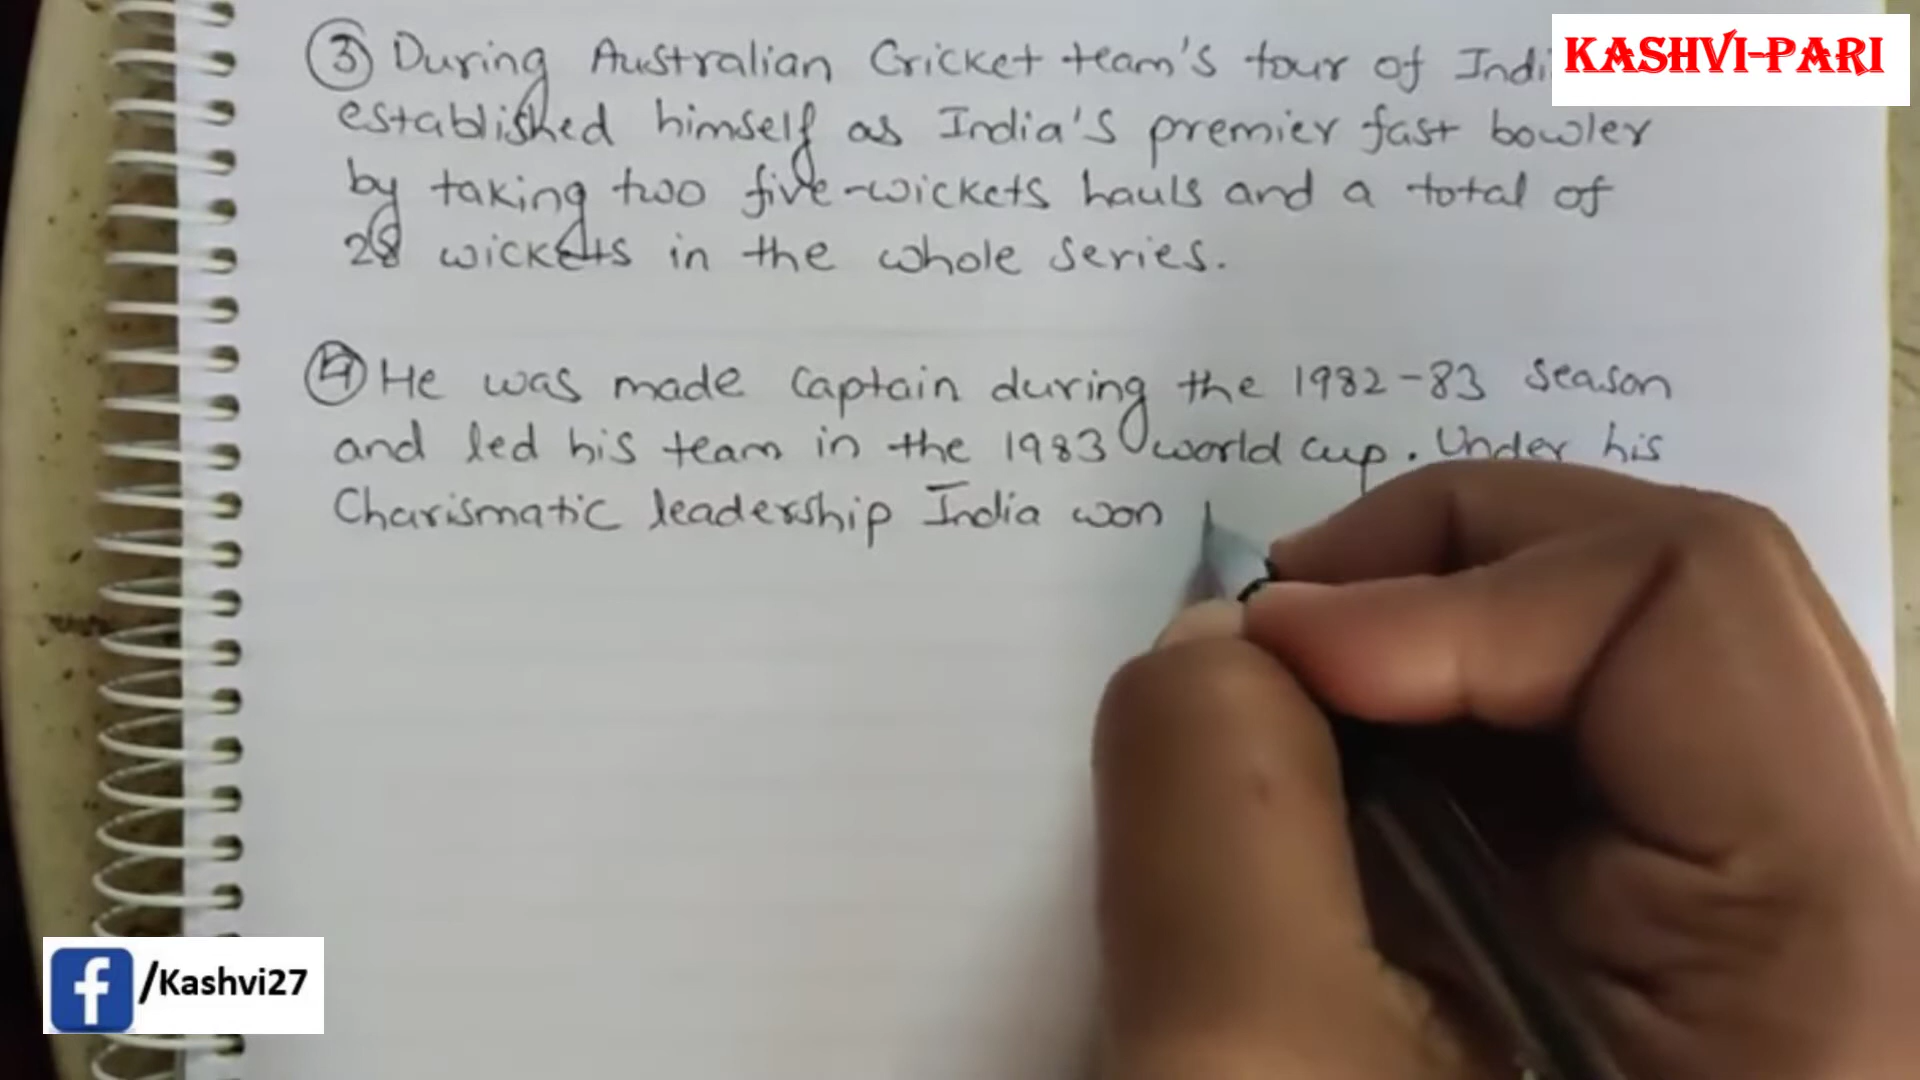 ③ During Australian Cricket team's tour of Indi
KASHVI-PARI
established himself as India's premier fast bowler
by taking two five-wickets hauls and a total of
28 wickets in the whole series.
④ He was made captain during the 1982-83 season
and led his team in the 1983 world cup. Under his
Charismatic leadership India won
f/Kashvi27